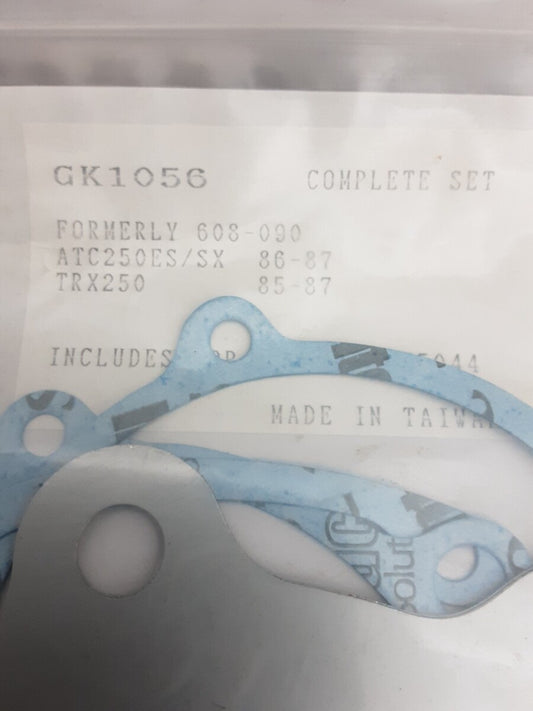 GK1056 COMPLETE SET
FORMERLY 608-090
ATC250ES/SX 86-87
TRX250 85-87
INCLUDES
MADE IN TAIWA